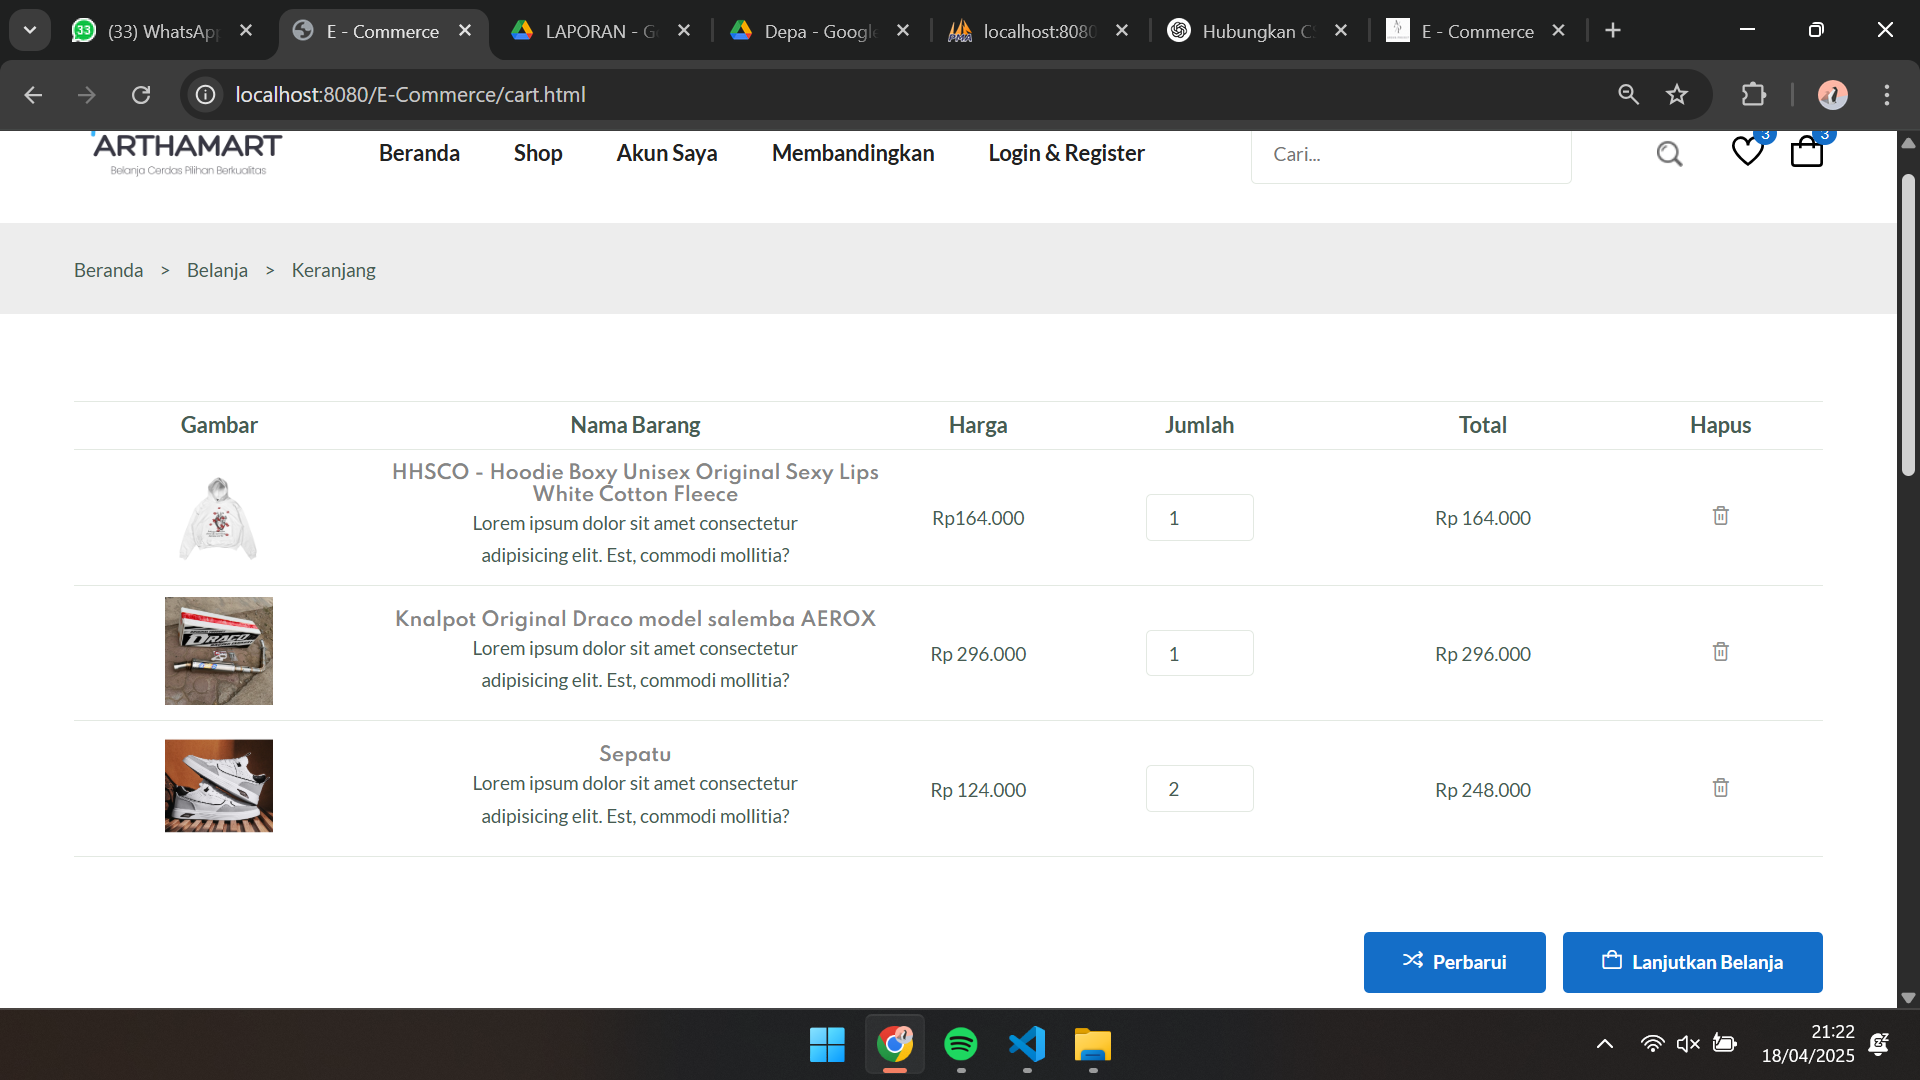 33 (33) WhatsApp
E - Commerce
LAPORAN - G
Depa - Google
localhost:8080
Hubungkan CS
E - Commerce
localhost:8080/E-Commerce/cart.html
ARTHAMART
Belanja Cerdas Pilihan Berkualitas
Beranda
Shop
Akun Saya
Membandingkan
Login & Register
Cari...
3
3
Beranda > Belanja > Keranjang
Gambar Nama Barang Harga Jumlah Total Hapus
HHSCO - Hoodie Boxy Unisex Original Sexy Lips
White Cotton Fleece
Lorem ipsum dolor sit amet consectetur
adipisicing elit. Est, commodi mollitia?
Rp164.000 1 Rp 164.000
DRACO
Knalpot Original Draco model salemba AEROX
Lorem ipsum dolor sit amet consectetur
adipisicing elit. Est, commodi mollitia?
Rp 296.000 1 Rp 296.000
Sepatu
Lorem ipsum dolor sit amet consectetur
adipisicing elit. Est, commodi mollitia?
Rp 124.000 2 Rp 248.000
Perbarui
Lanjutkan Belanja
21:22
18/04/2025